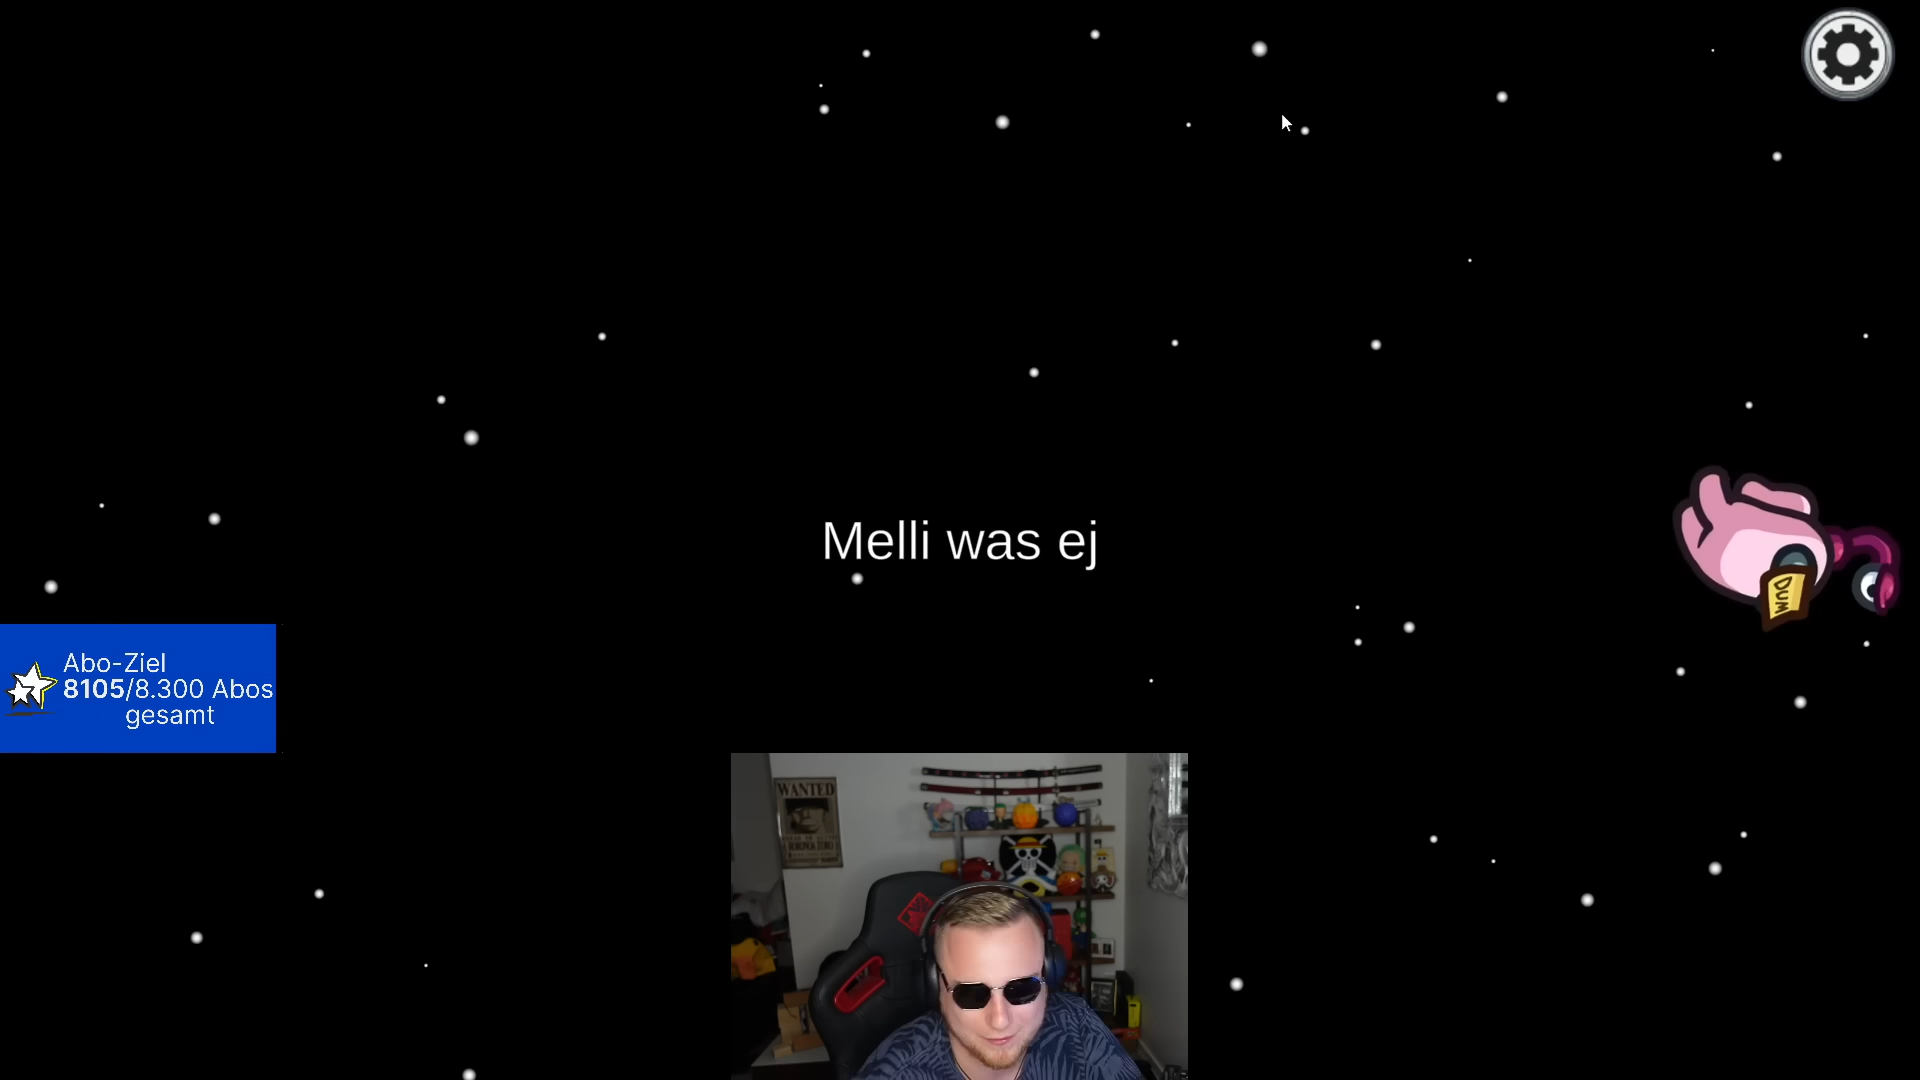 Melli was ej
DUM
Abo-Ziel
8105/8.300 Abos
gesamt
WANTED